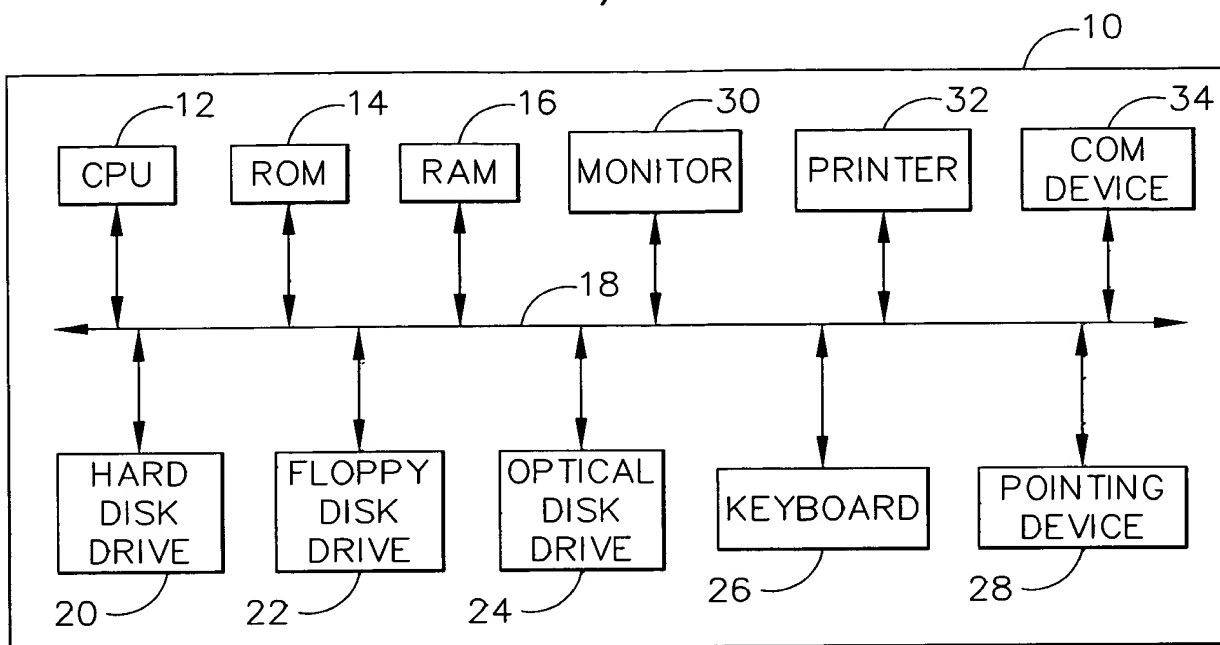 10
12
14
16
30
32
34
CPU
ROM
RAM
MONITOR
PRINTER
COM
DEVICE
18
HARD
DISK
DRIVE
FLOPPY
DISK
DRIVE
OPTICAL
DISK
DRIVE
KEYBOARD
POINTING
DEVICE
20
22
24
26
28